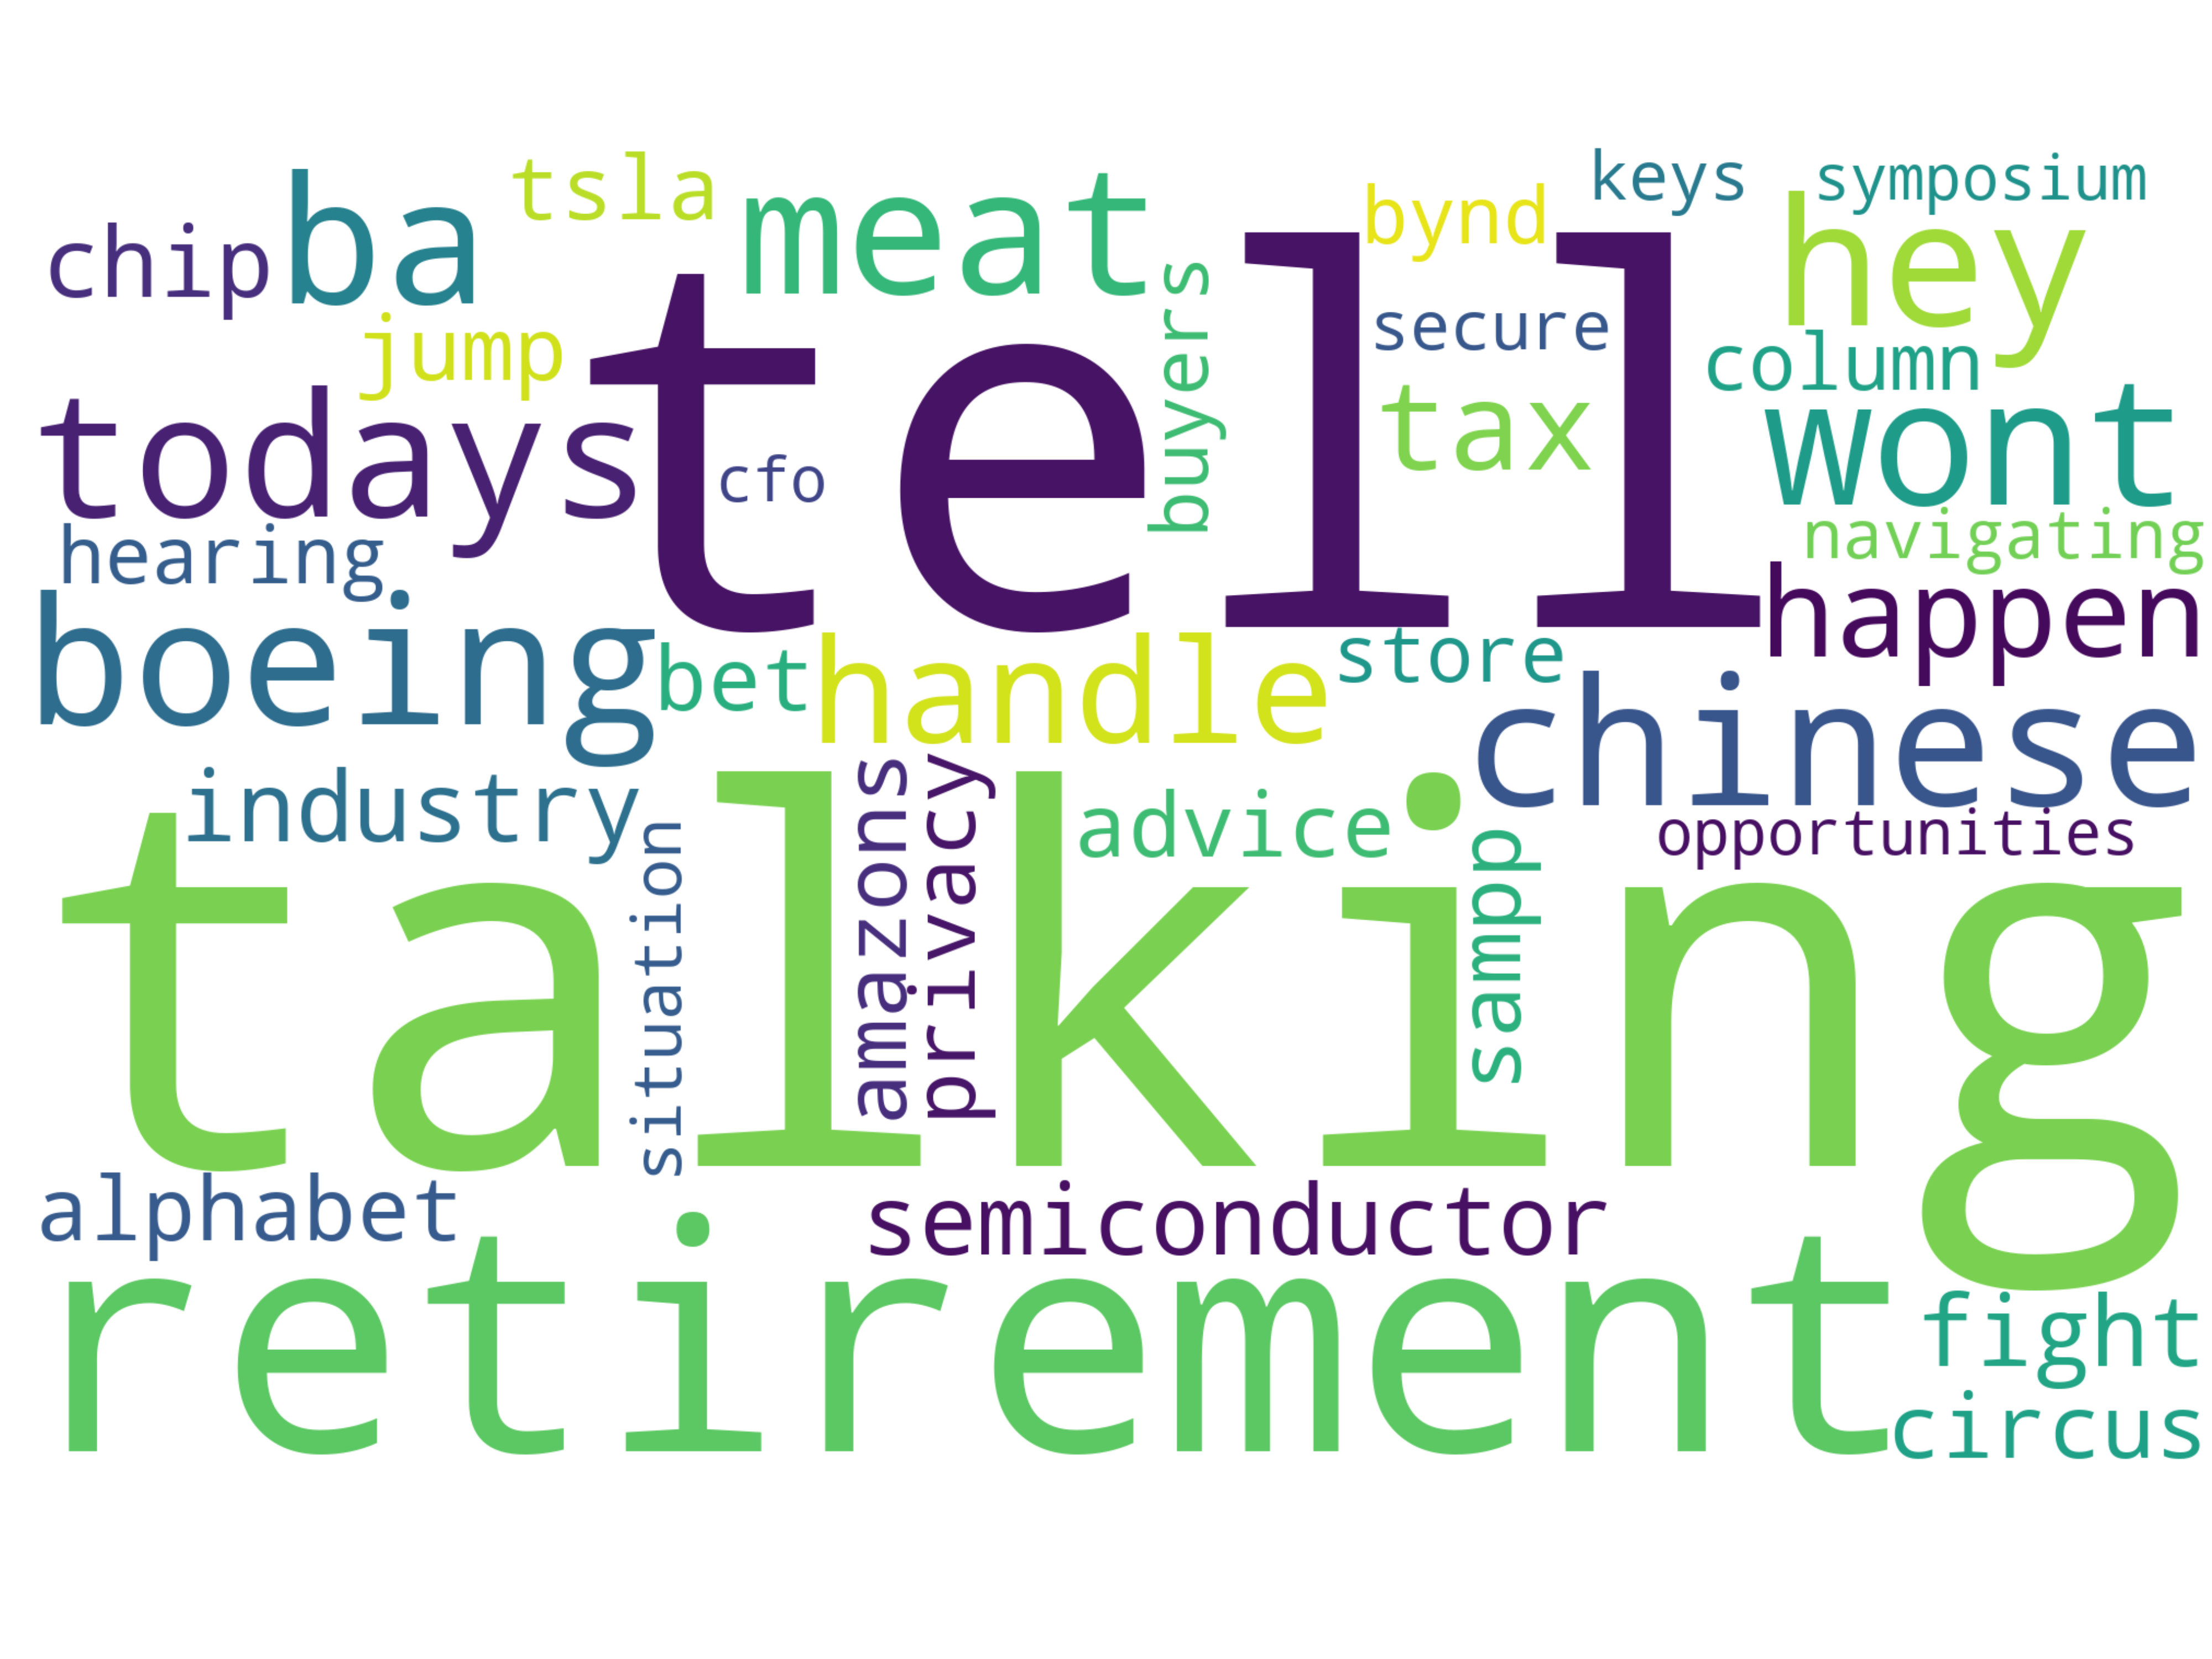 keys symposium
tsla meat bynd hey
chip ba
buyers
secure
jump column
tell
todays tax wont
cfo
hearing navigating
happen
boeing bet handle store
chinese
industry advice opportunities
amazons
privacy
situation
sampp
talking
alphabet semiconductor
retirement fight
circus